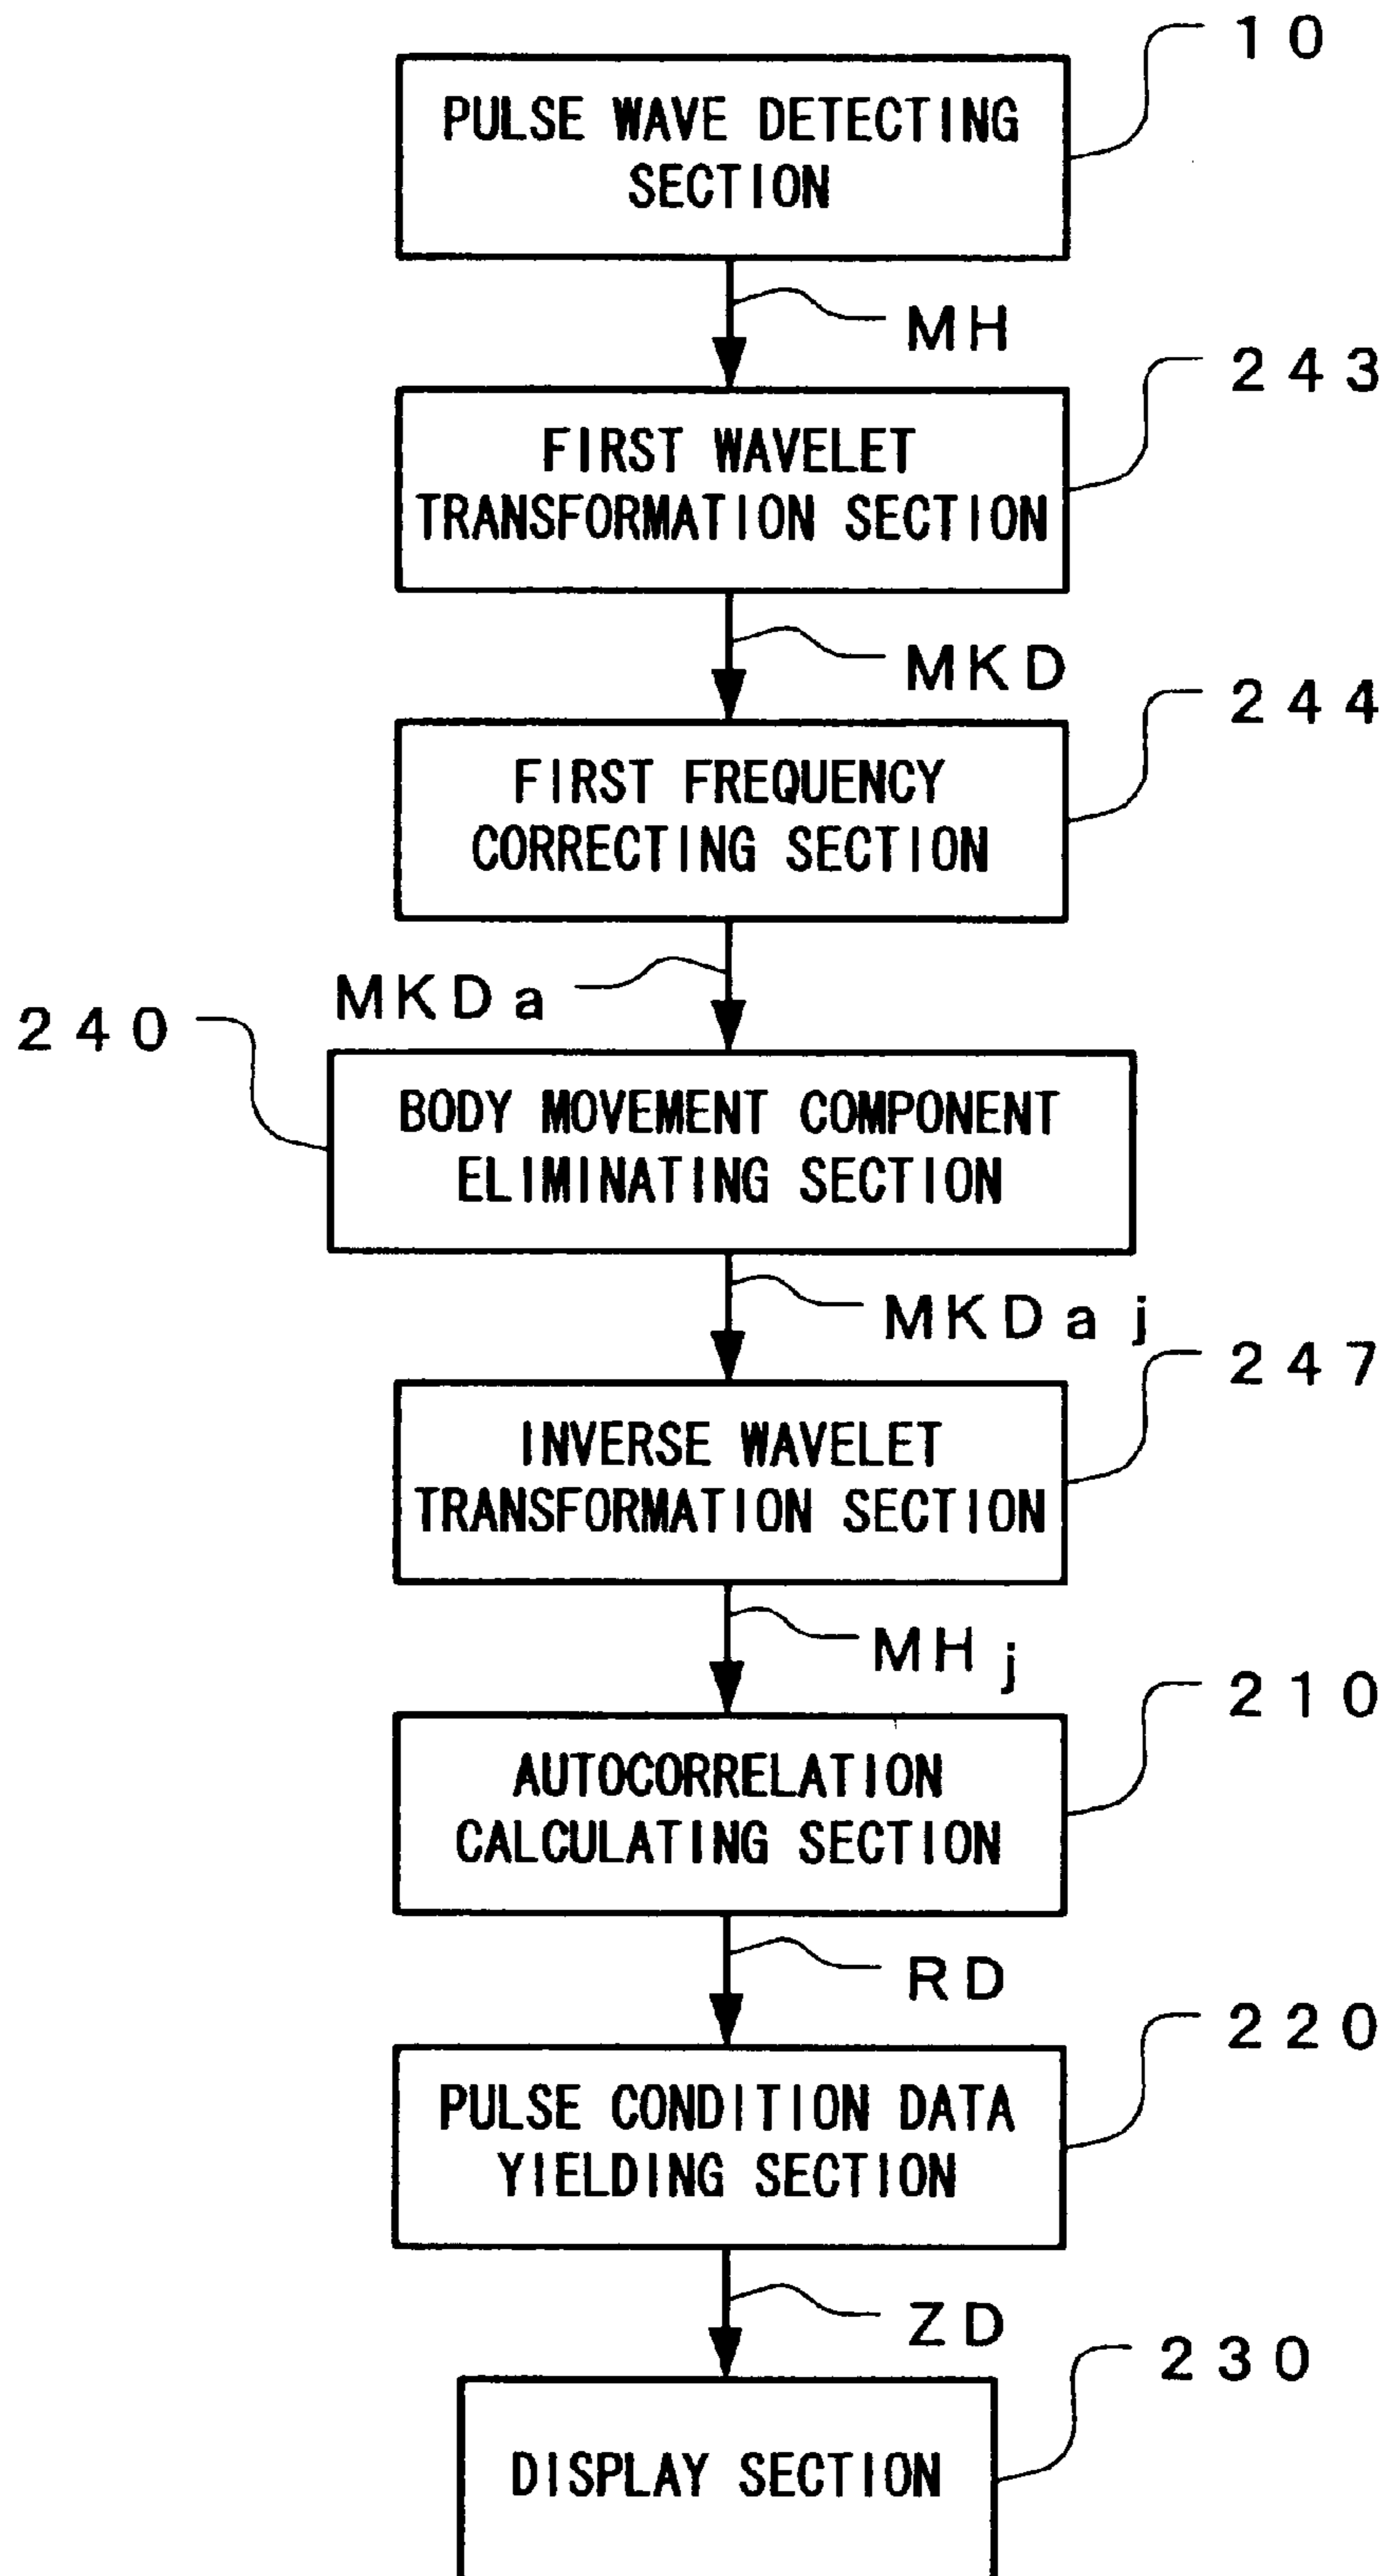 10
PULSE WAVE DETECTING
SECTION
MH
243
FIRST WAVELET
TRANSFORMATION SECTION
MKD
244
FIRST FREQUENCY
CORRECTING SECTION
MKDa
240
BODY MOVEMENT COMPONENT
ELIMINATING SECTION
MKDaj
247
INVERSE WAVELET
TRANSFORMATION SECTION
MHj
210
AUTOCORRELATION
CALCULATING SECTION
RD
220
PULSE CONDITION DATA
YIELDING SECTION
ZD
230
DISPLAY SECTION